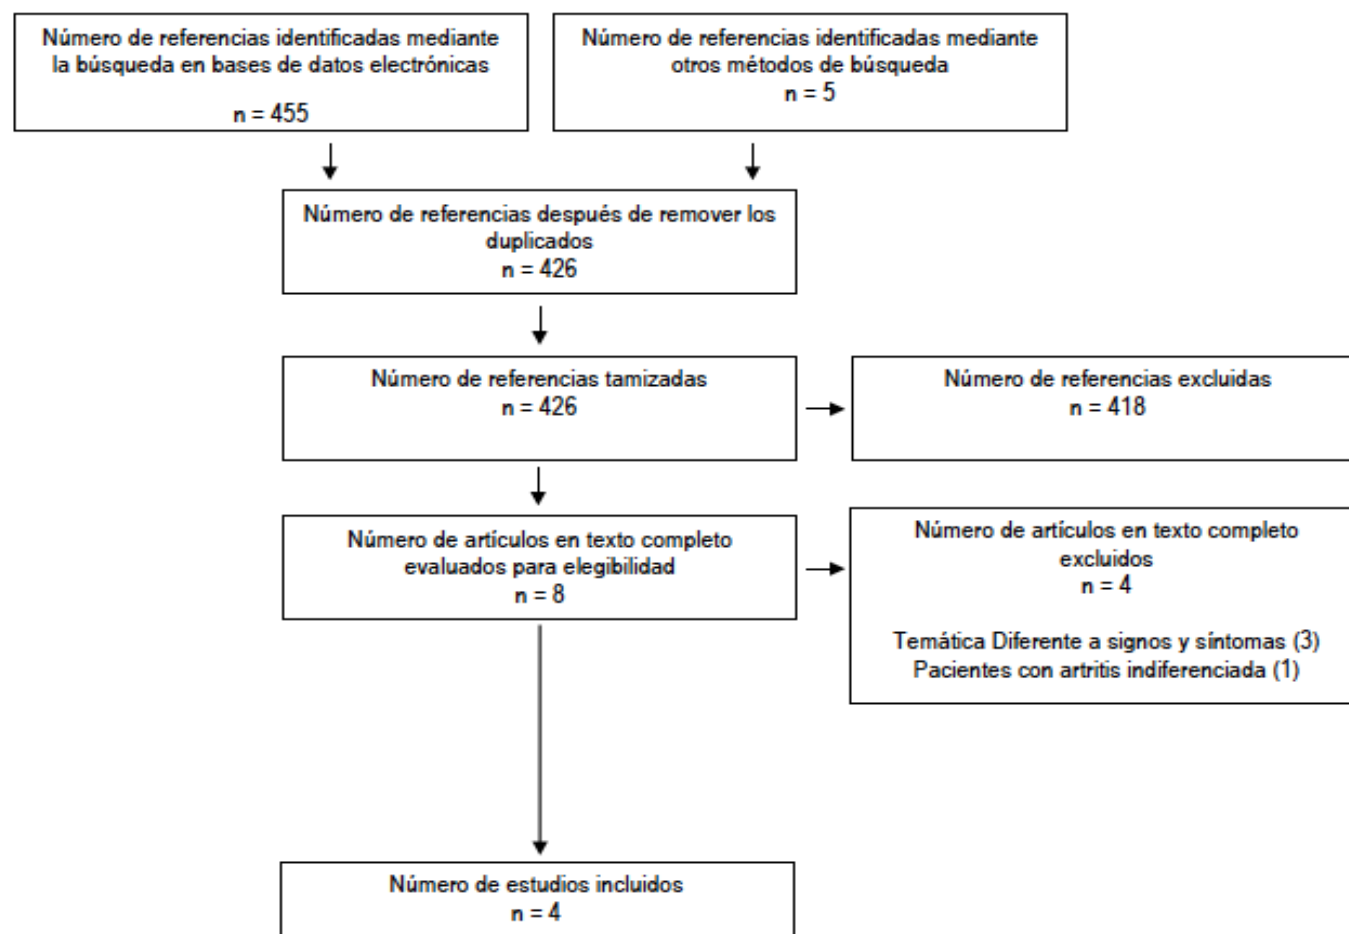 Número de referencias identificadas mediante
la búsqueda en bases de datos electrónicas
n = 455
Número de referencias identificadas mediante
otros métodos de búsqueda
n = 5
Número de referencias después de remover los
duplicados
n = 426
Número de referencias tamizadas
n = 426
Número de referencias excluidas
n = 418
Número de artículos en texto completo
evaluados para elegibilidad
n = 8
Número de artículos en texto completo
excluidos
n = 4
Temática Diferente a signos y síntomas (3)
Pacientes con artritis indiferenciada (1)
Número de estudios incluidos
n = 4